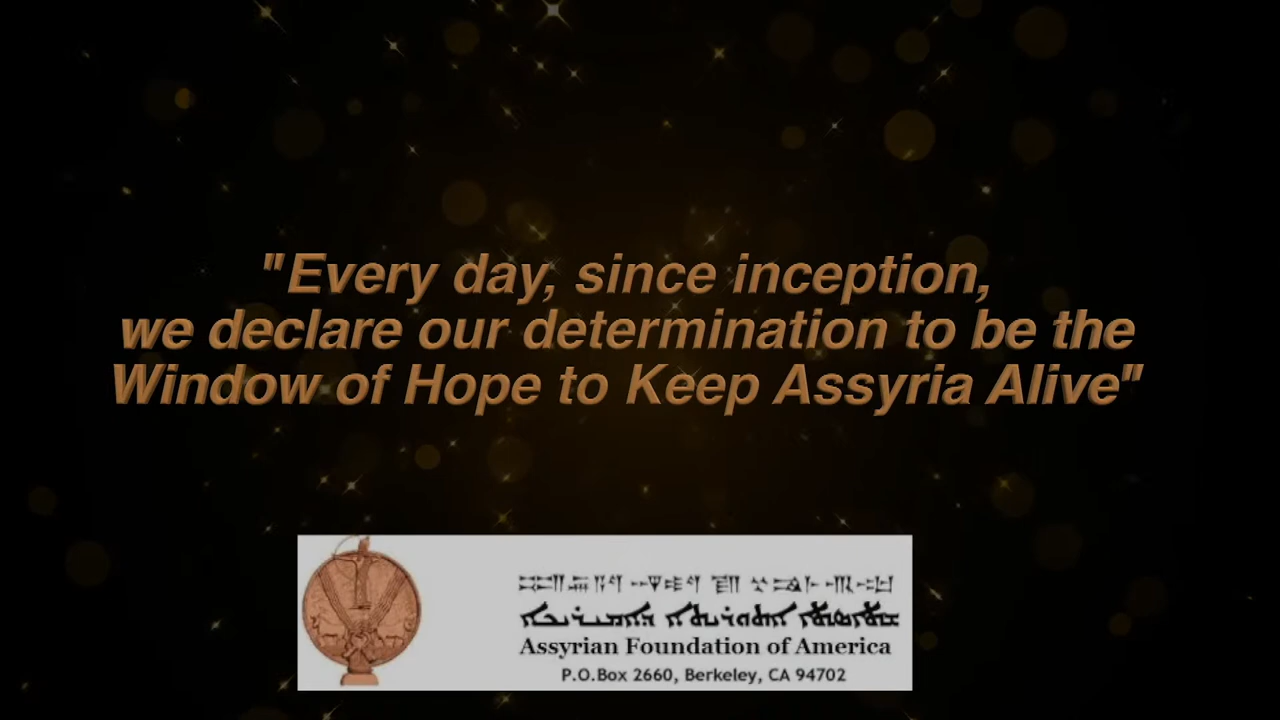 "Every day, since inception,
we declare our determination to be the
Window of Hope to Keep Assyria Alive"
Assyrian Foundation of America
P.O.Box 2660, Berkeley, CA 94702